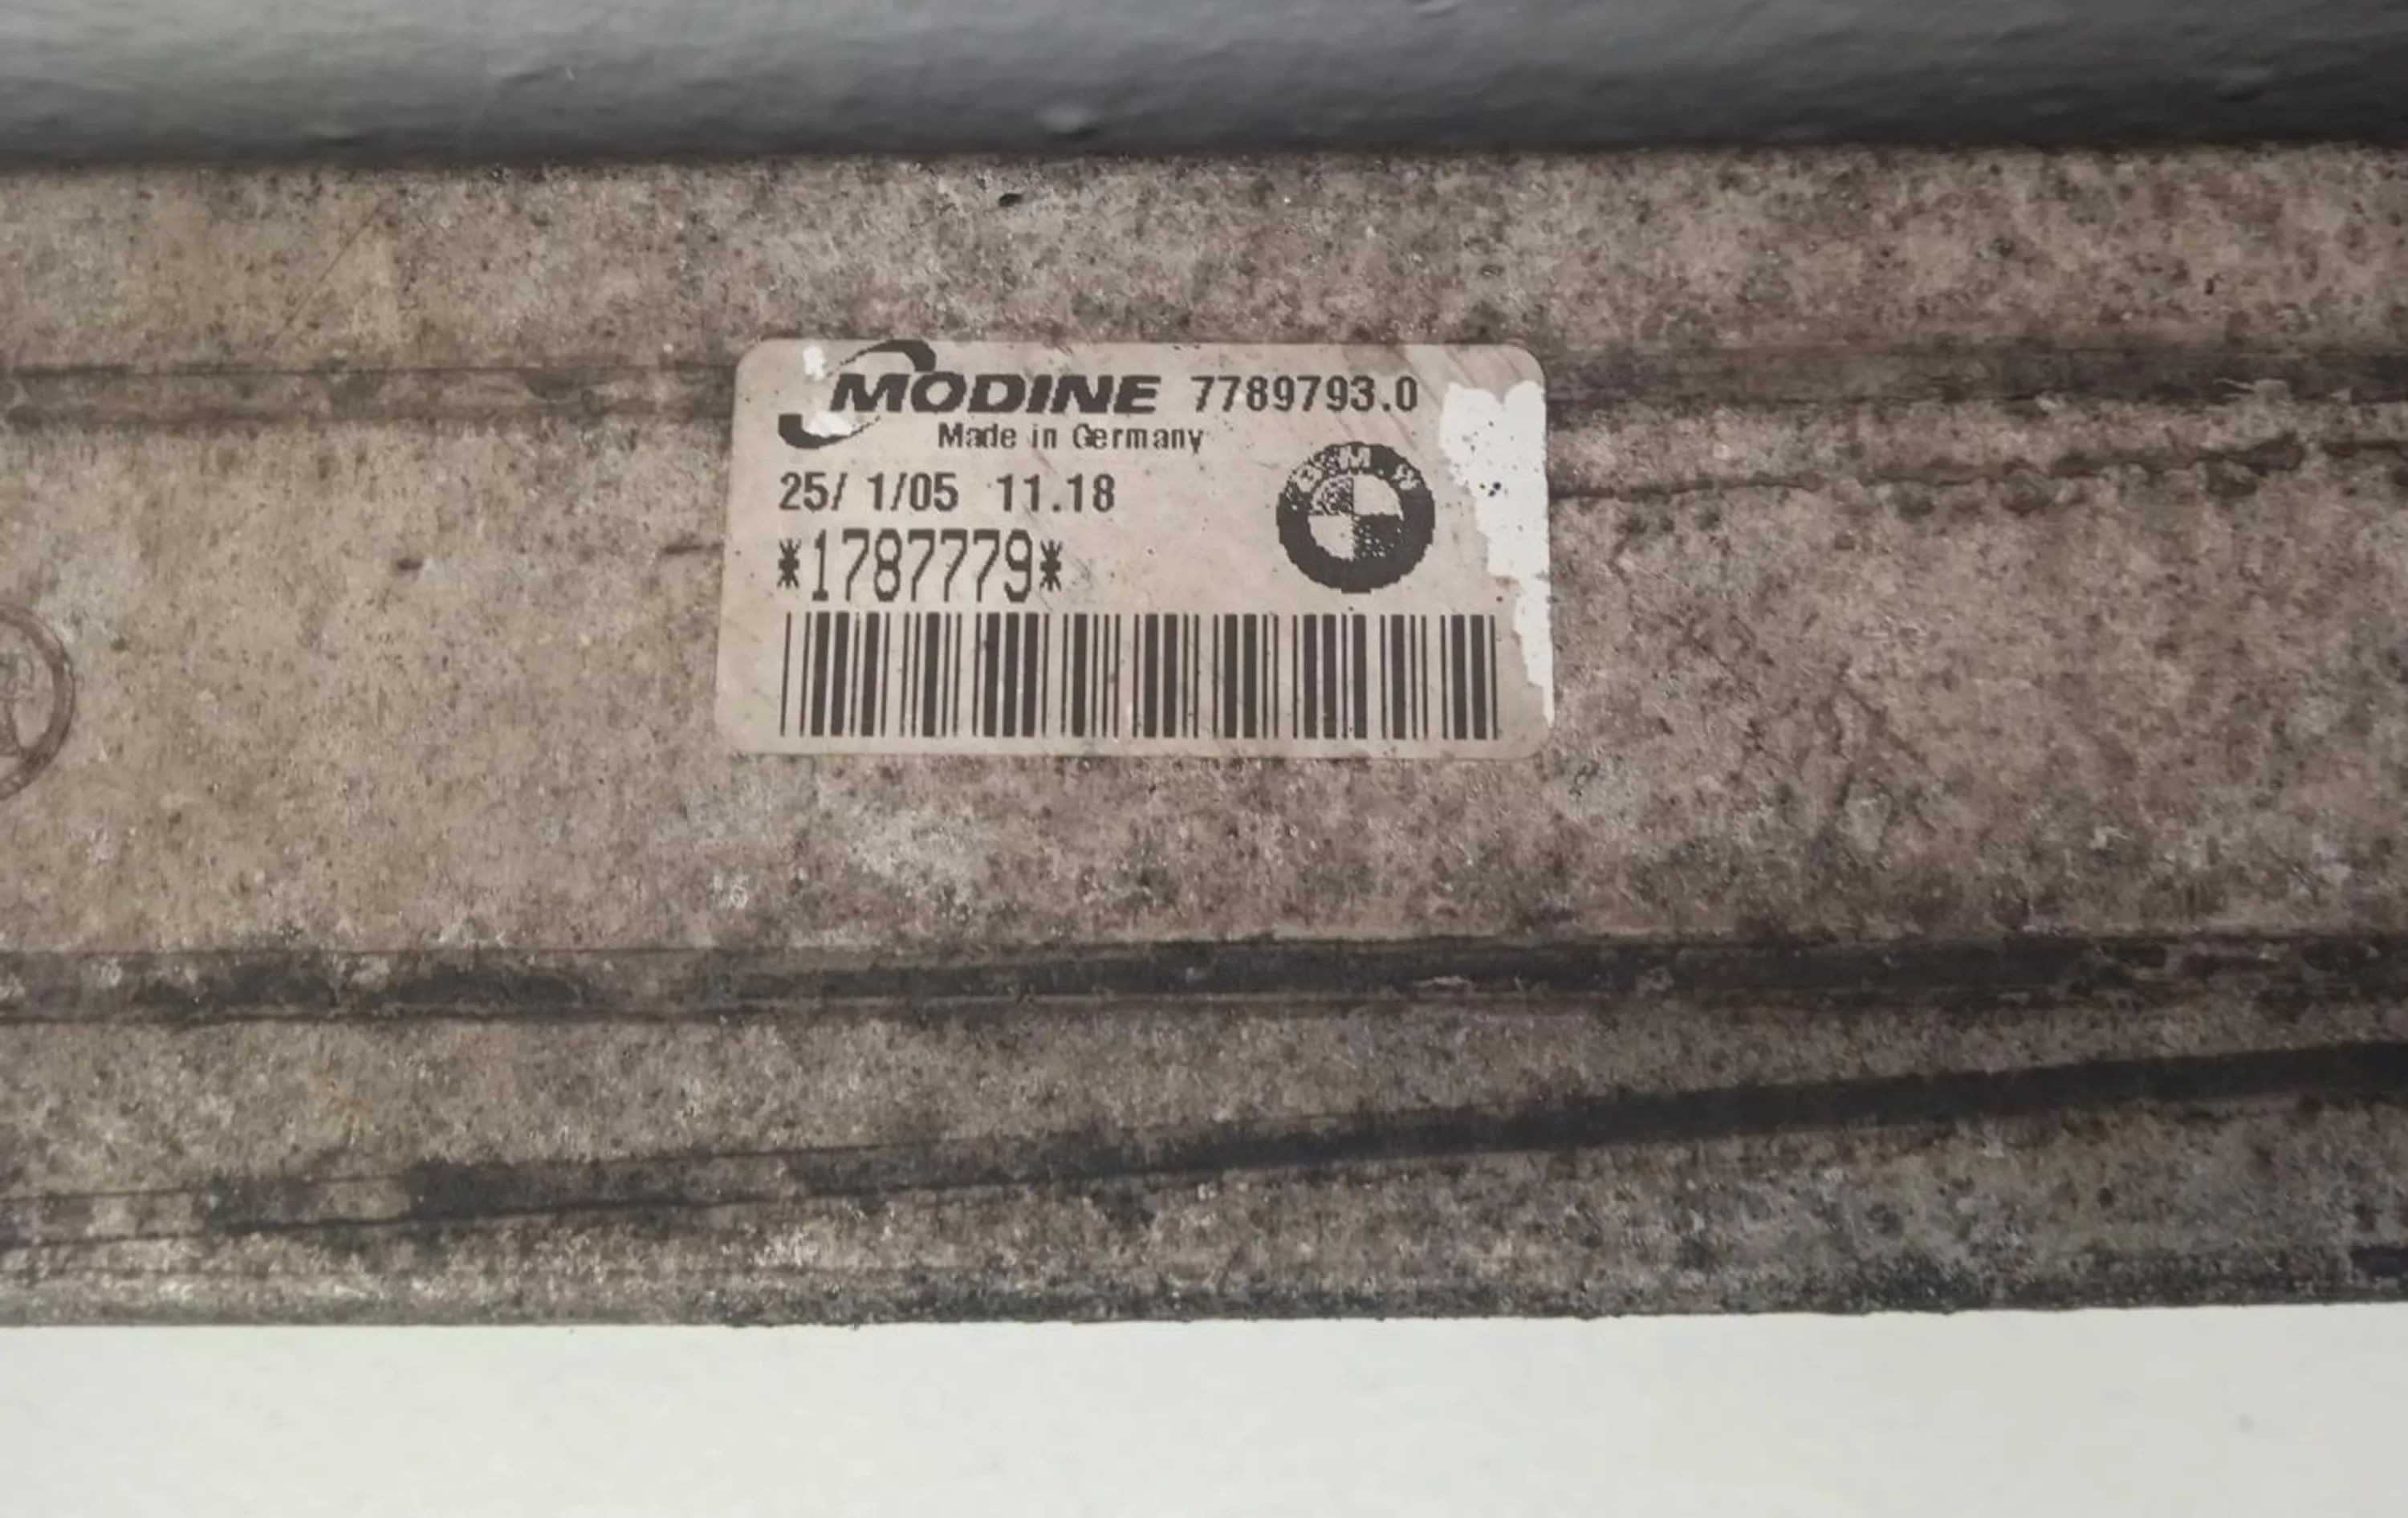 MODINE 7789793.0
Made in Germany
25/ 1/05 11.18
BMW
*1787779*